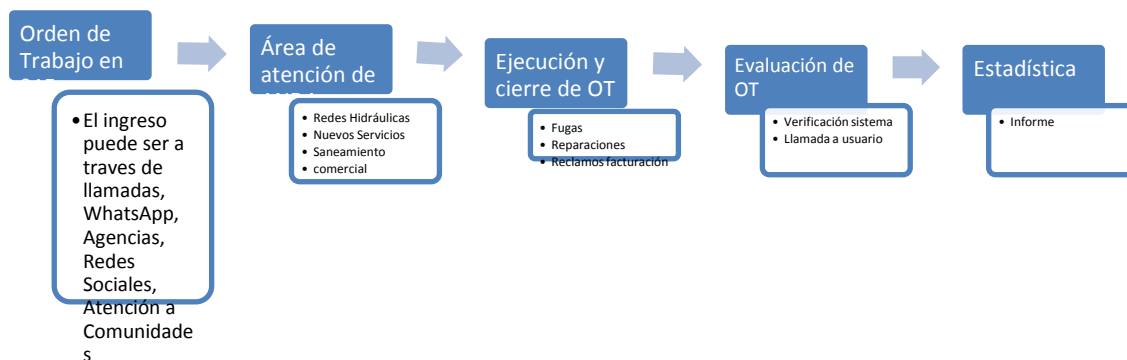 Orden de
Trabajo en
• El ingreso
puede ser a
traves de
llamadas,
WhatsApp,
Agencias,
Redes
Sociales,
Atención a
Comunidade
s
Área de
atención de
• Redes Hidráulicas
• Nuevos Servicios
• Saneamiento
• comercial
Ejecución y
cierre de OT
• Fugas
• Reparaciones
• Reclamos facturación
Evaluación de
OT
• Verificación sistema
• Llamada a usuario
Estadística
• Informe